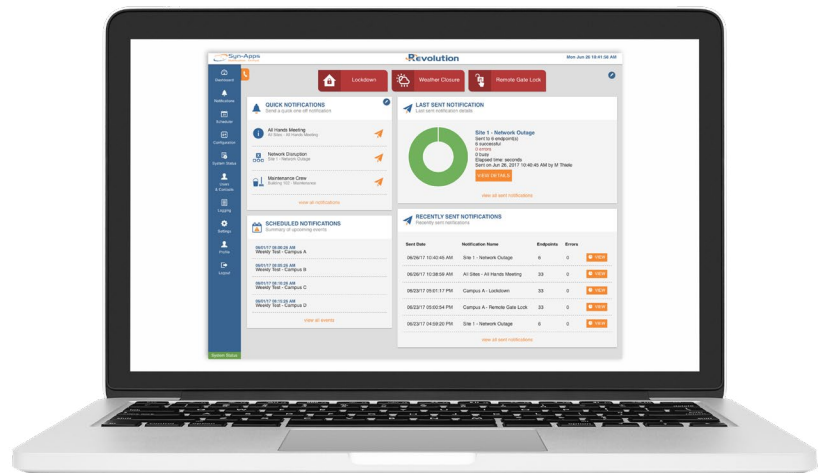 Syn-Apps
Revolution
Mon Jun 26 10:01:56 AM
Dashboard
Notifications
Scheduler
Configuration
System Status
Users
& Contacts
Logging
Settings
Profile
Logout
System Status
Lockdown
Weather Closure
Remote Gate
Lock
QUICK NOTIFICATIONS
Send a quick one off notification
All Hands Meeting
All Sites - All Hands Meeting
Network Disruption
Site 1 - Network Outage
Maintenance Crew
Building 102 - Maintenance
view all notifications
LAST SENT NOTIFICATION
Last sent notification
details
Site 1 - Network Outage
Sent to 6 endpoint(s)
6 successful
0 errors
0 busy
Elapsed time: seconds
Sent on Jun 26, 2017 10:40
:45 AM by M
Thiele
VIEW DETAILS
view all sent notifications
SCHEDULED NOTIFICATIONS
Summary of upcoming events
Weekly Test - Campus A
Weekly Test - Campus B
Weekly Test - Campus C
Weekly Test - Campus D
view all events
RECENTLY SENT NOTIFICATIONS
Recently sent notifications
Sent Date Notification Name Endpoints Errors
06/26/17 10:40:45 AM Site 1 - Network Outage 6 0 VIEW
06/26/17 10:38:59 AM All Sites - All Hands Meeting 33 0 VIEW
06/23/17 05:01:17 PM Campus A - Lockdown 33 0 VIEW
06/23/17 05:00:54 PM Campus A - Remote Gate Lock 33 0 VIEW
06/23/17 04:59:20 PM Site 1 - Network Outage 6 0 VIEW
view all sent notifications